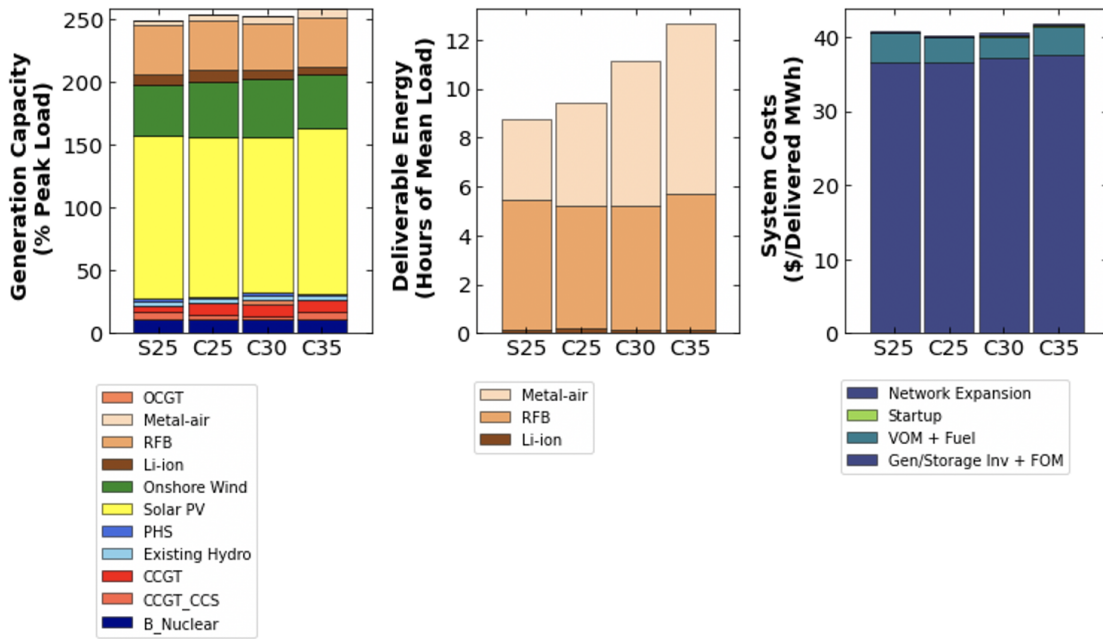 Generation Capacity
(% Peak Load)
250
200
150
100
50
0
S25 C25 C30 C35
OCGT
Metal-air
RFB
Li-ion
Onshore Wind
Solar PV
PHS
Existing Hydro
CCGT
CCGT_CCS
B_Nuclear
Deliverable Energy
(Hours of Mean Load)
12
10
8
6
4
2
0
S25 C25 C30 C35
Metal-air
RFB
Li-ion
System Costs
($/Delivered MWh)
40
30
20
10
0
S25 C25 C30 C35
Network Expansion
Startup
VOM + Fuel
Gen/Storage Inv + FOM